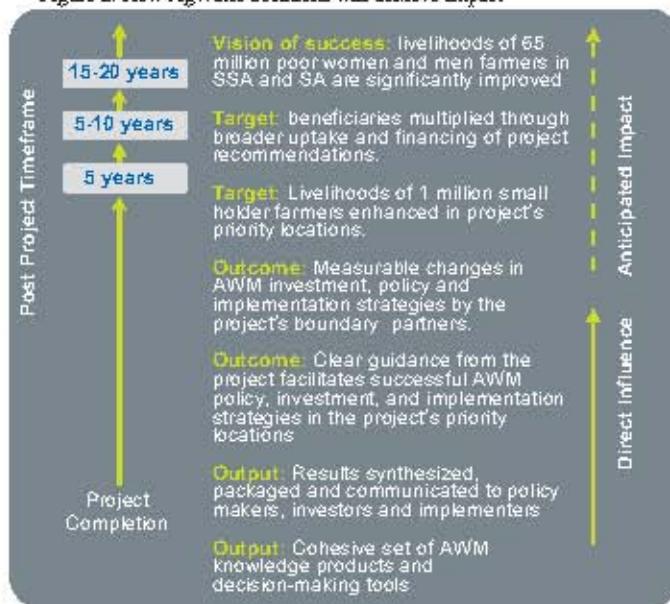 15-20 years
5-10 years
5 years
Post Project Timeframe
Project
Completion
Vision of success: livelihoods of 65
million poor women and men farmers in
SSA and SA are significantly improved
Target: beneficiaries multiplied through
broader uptake and financing of project
recommendations.
Target: Livelihoods of 1 million small
holder farmers enhanced in project's
priority locations.
Outcome: Measurable changes in
AWM investment, policy and
implementation strategies by the
project's boundary partners.
Outcome: Clear guidance from the
project facilitates successful AWM
policy, investment, and implementation
strategies in the project's priority
locations
Output: Results synthesized,
packaged and communicated to policy
makers, investors and implementers
Output: Cohesive set of AWM
knowledge products and
decision-making tools
Anticipated Impact
Direct Influence